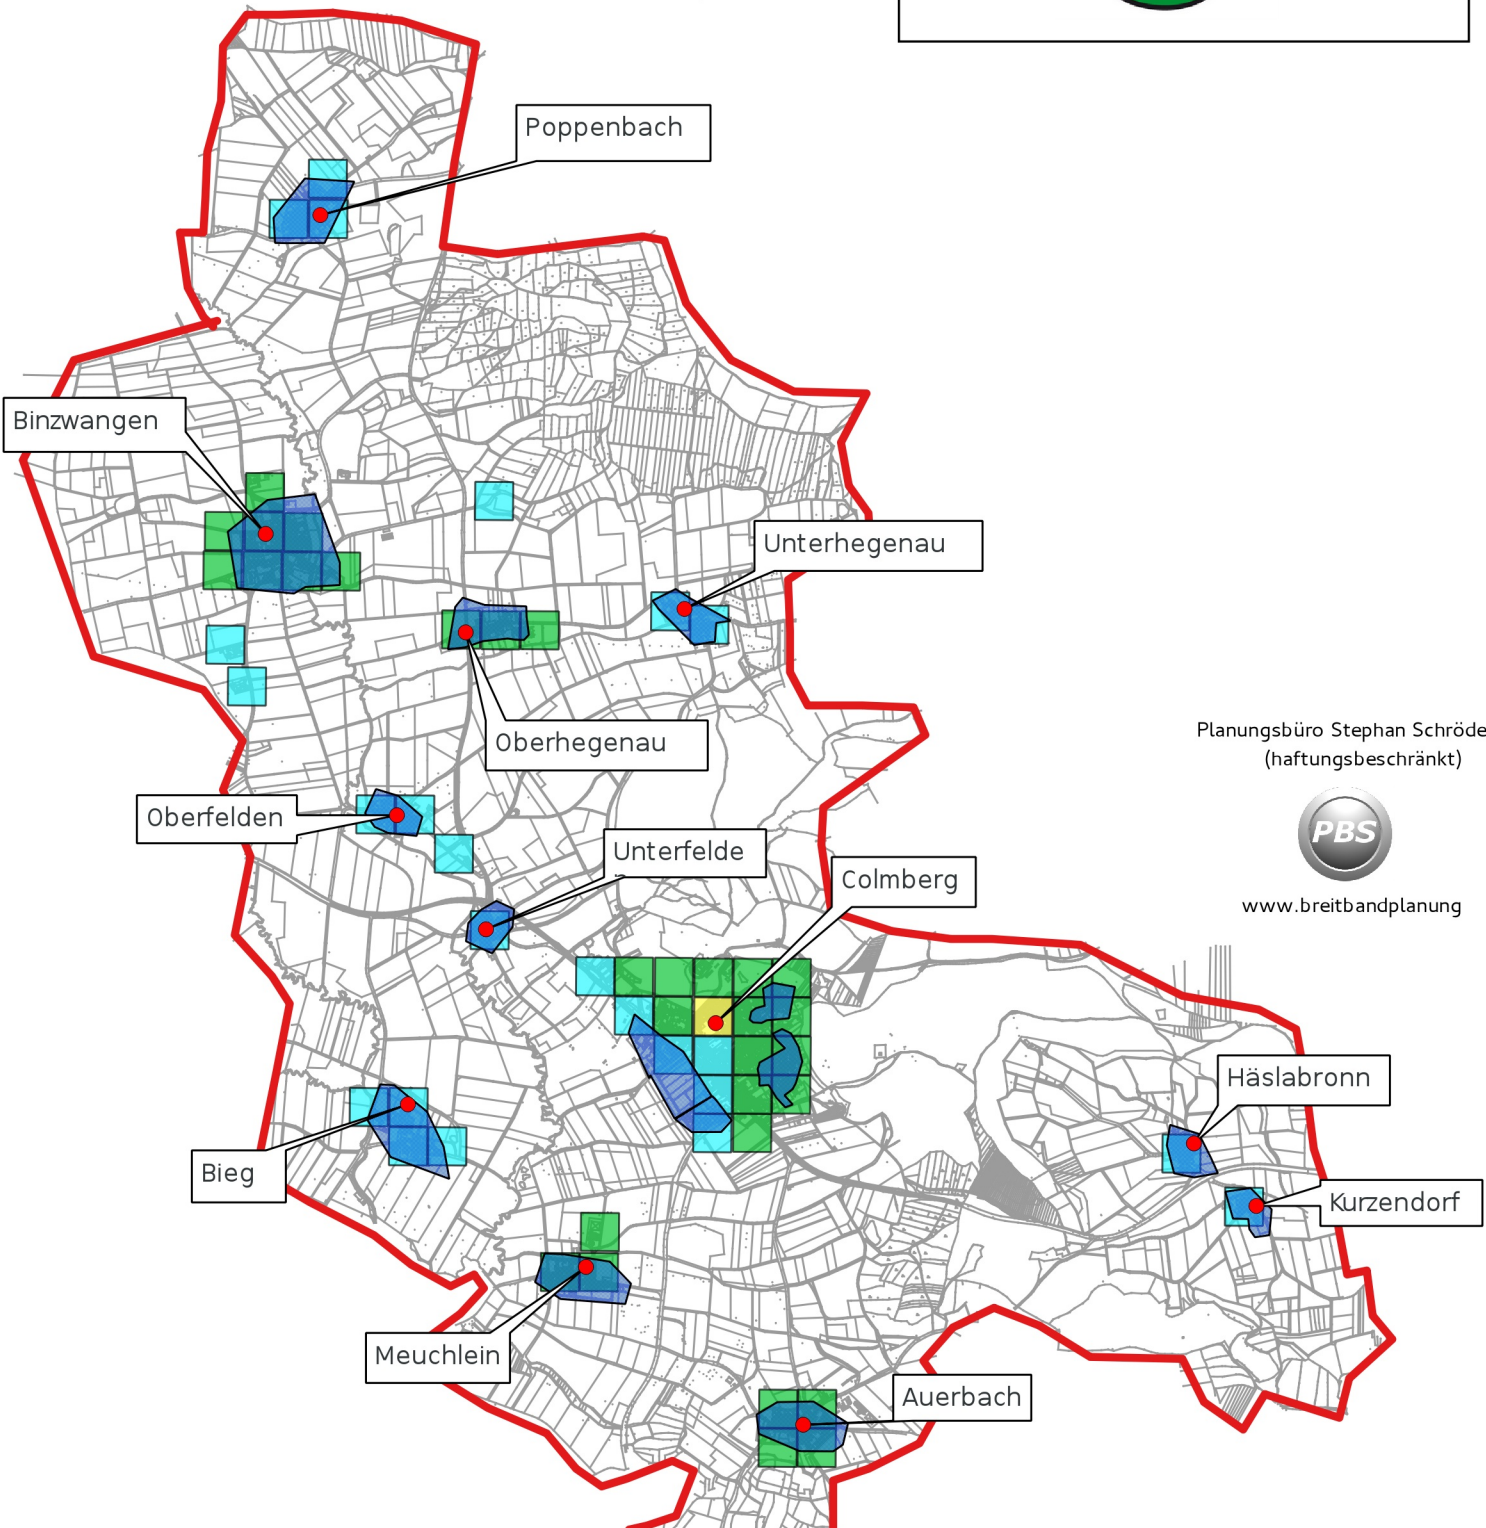 Poppenbach
Binzwangen
Unterhegenau
Oberhegenau
Planungsbüro Stephan Schröde
(haftungsbeschränkt)
Oberfelden
PBS
Unterfelde
Colmberg
www.breitbandplanung
Häslabronn
Bieg
Kurzendorf
Meuchlein
Auerbach